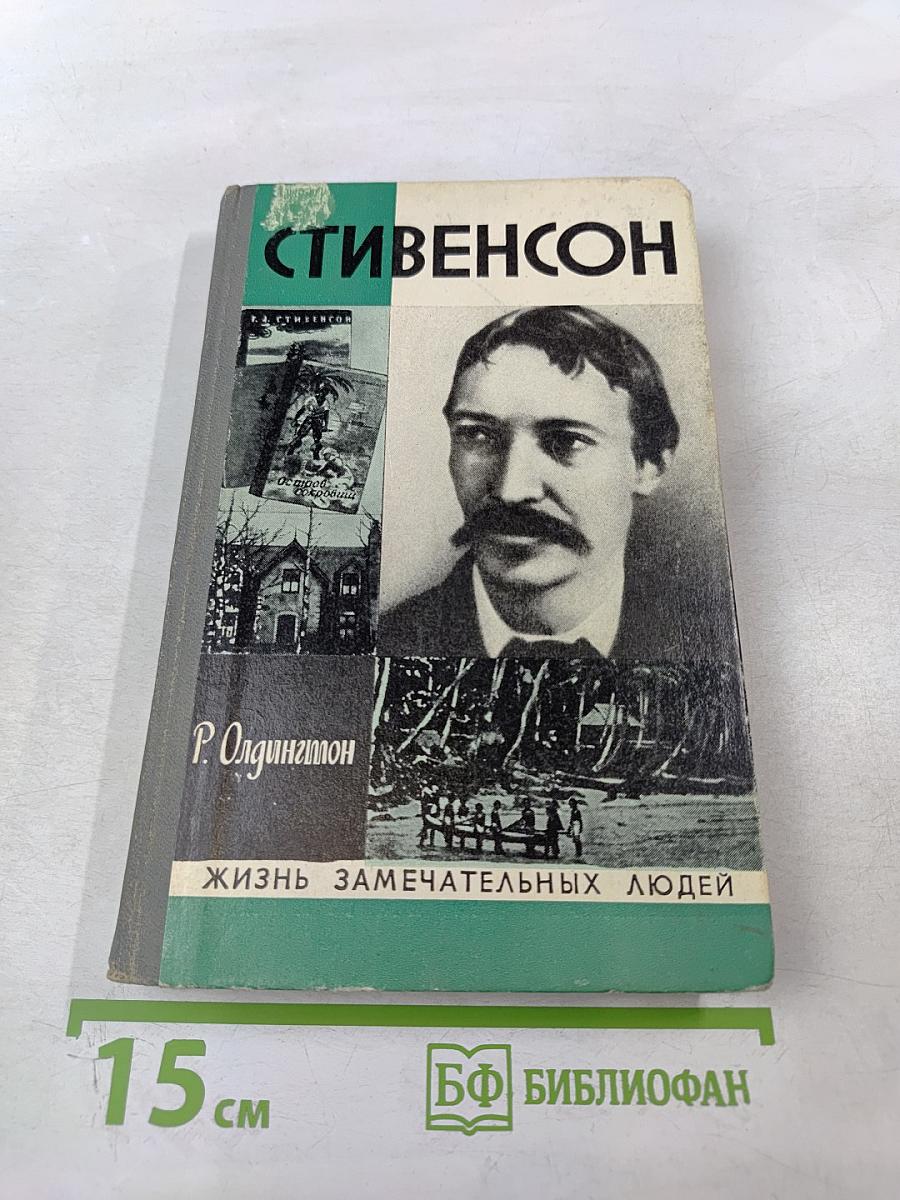 СТИВЕНСОН
Р. Л. СТИВЕНСОН
Остров
сокровищ
Р. Олдингтон
ЖИЗНЬ ЗАМЕЧАТЕЛЬНЫХ ЛЮДЕЙ
15 см
БФ БИБЛИОФАН